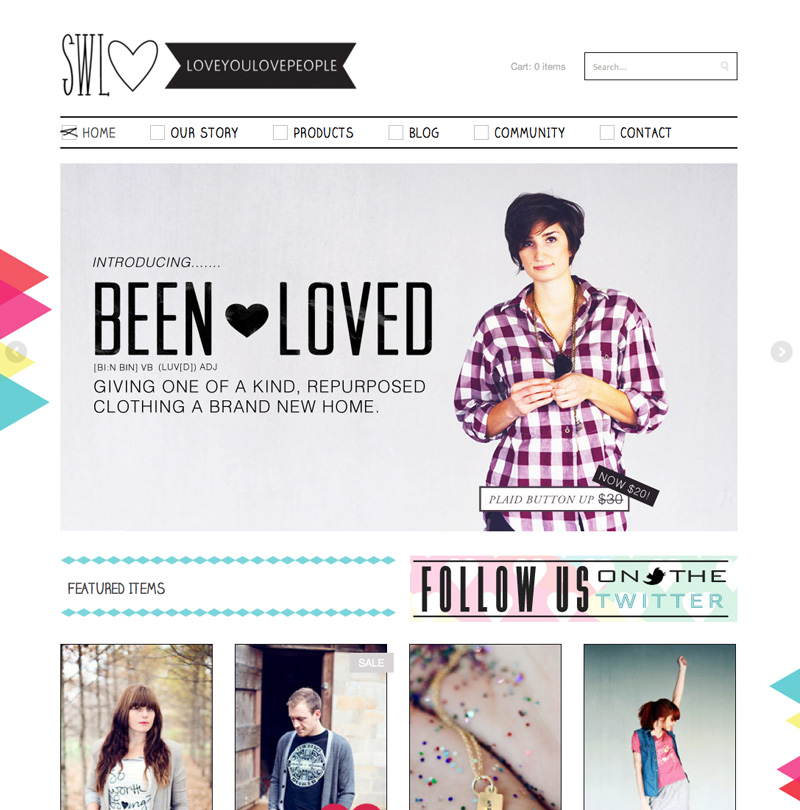 SWL
LOVEYOULOVEPEOPLE
Cart: 0 items
Search...
HOME
OUR STORY
PRODUCTS
BLOG
COMMUNITY
CONTACT
INTRODUCING.......
BEEN LOVED
[BI:N BIN] VB (LUV[D]) ADJ
GIVING ONE OF A KIND, REPURPOSED
CLOTHING A BRAND NEW HOME.
NOW $20!
PLAID BUTTON UP $30
FEATURED ITEMS
FOLLOW US ON THE
TWITTER
SALE